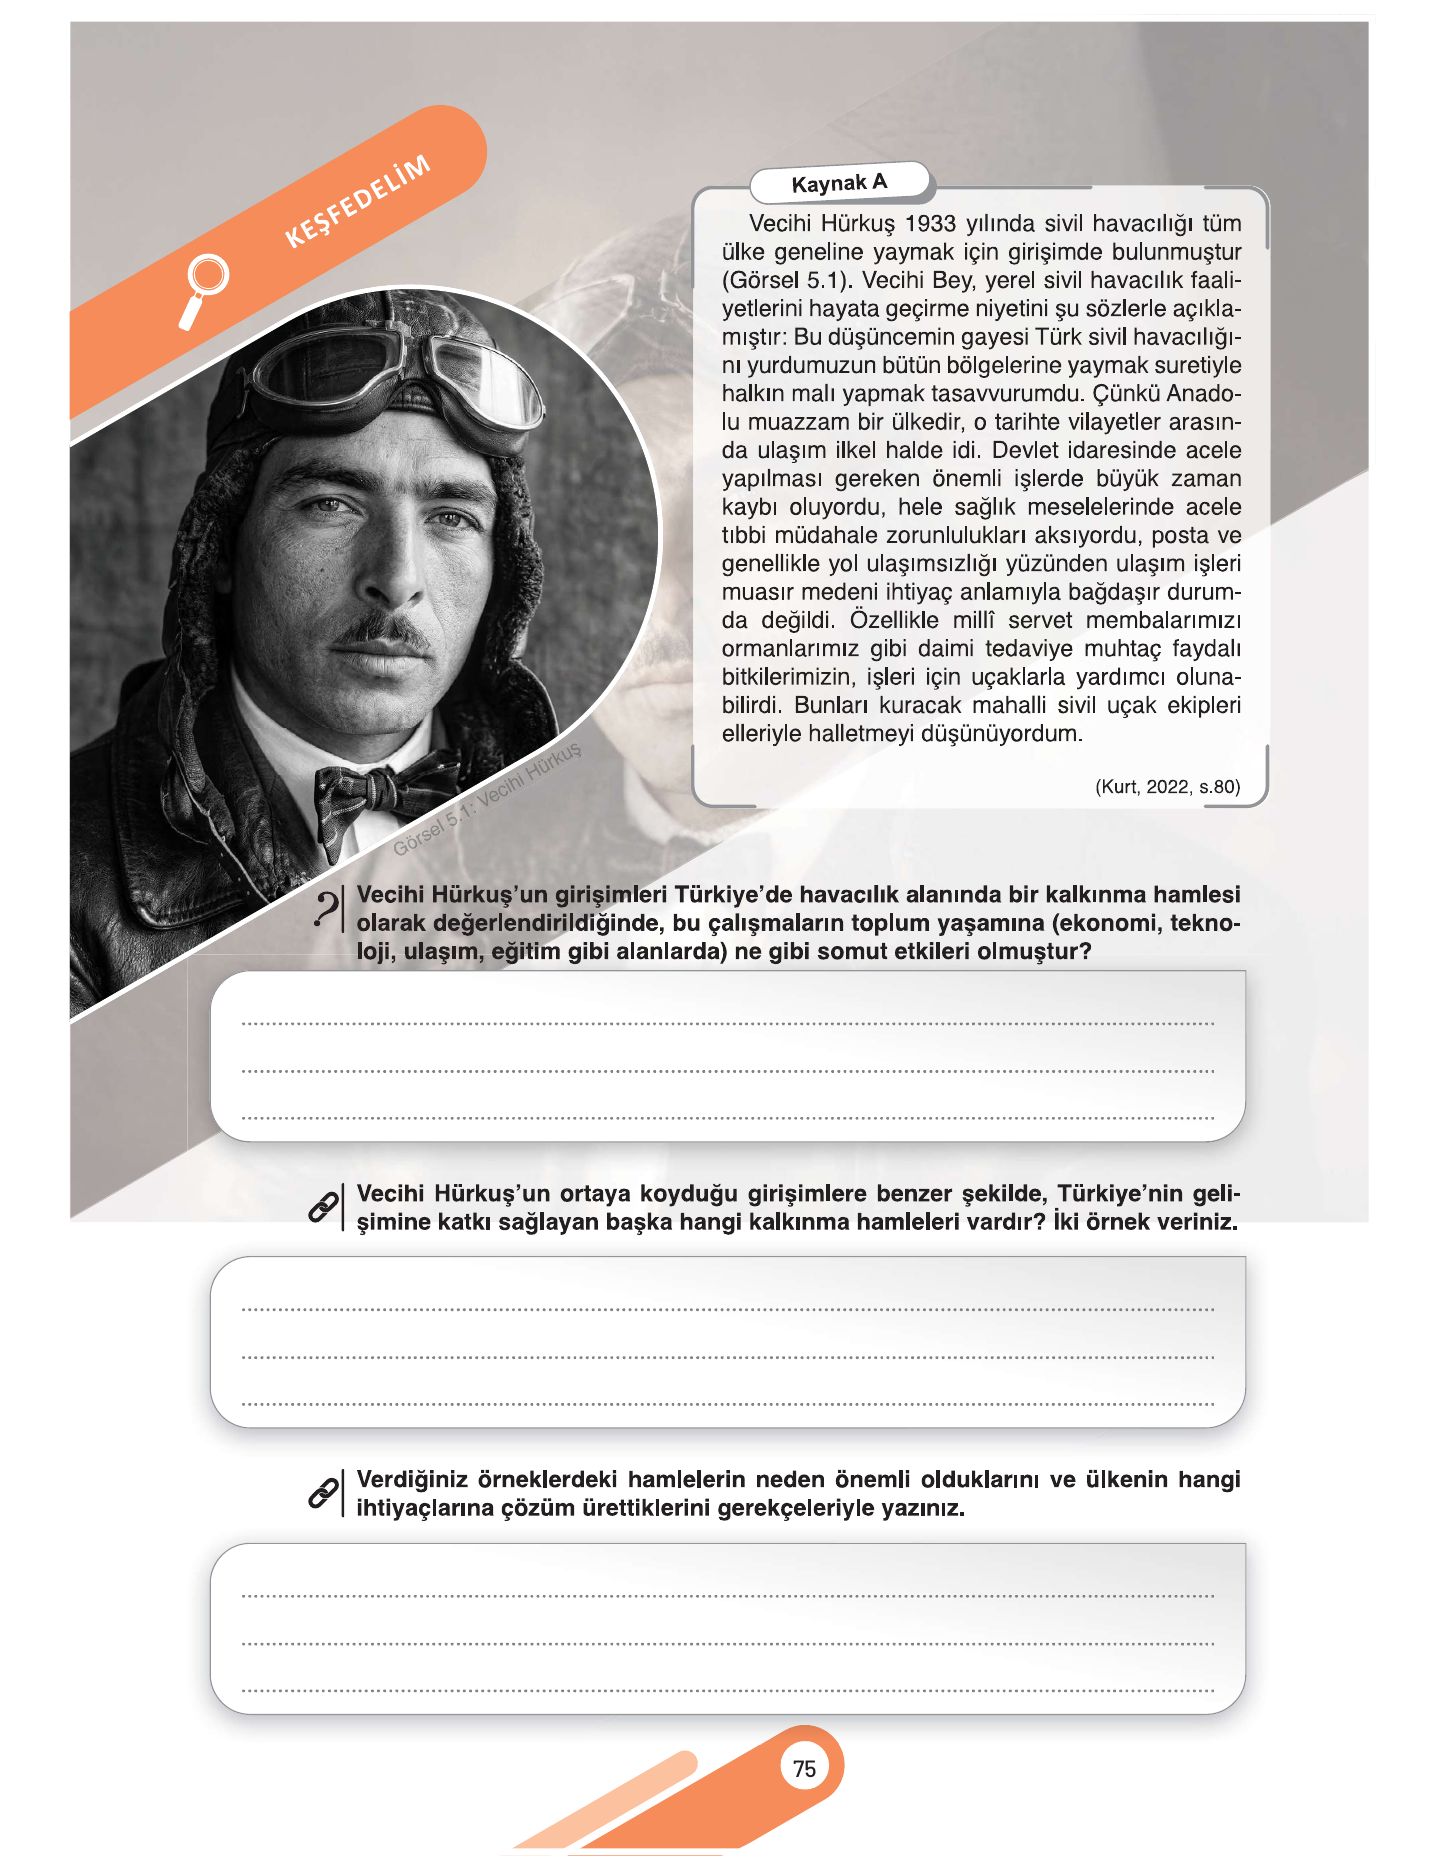 KEŞFEDELİM
Kaynak A
Vecihi Hürkuş 1933 yılında sivil havacılığı tüm
ülke geneline yaymak için girişimde bulunmuştur
(Görsel 5.1). Vecihi Bey, yerel sivil havacılık faali-
yetlerini hayata geçirme niyetini şu sözlerle açıkla-
mıştır: Bu düşüncemin gayesi Türk sivil havacılığı-
nı yurdumuzun bütün bölgelerine yaymak suretiyle
halkın malı yapmak tasavvurumdu. Çünkü Anado-
lu muazzam bir ülkedir, o tarihte vilayetler arasın-
da ulaşım ilkel halde idi. Devlet idaresinde acele
yapılması gereken önemli işlerde büyük zaman
kaybı oluyordu, hele sağlık meselelerinde acele
tıbbi müdahale zorunlulukları aksıyordu, posta ve
genellikle yol ulaşımsızlığı yüzünden ulaşım işleri
muasır medeni ihtiyaç anlamıyla bağdaşır durum-
da değildi. Özellikle millî servet membalarımızı
ormanlarımız gibi daimi tedaviye muhtaç faydalı
bitkilerimizin, işleri için uçaklarla yardımcı oluna-
bilirdi. Bunları kuracak mahalli sivil uçak ekipleri
elleriyle halletmeyi düşünüyordum.
(Kurt, 2022, s.80)
Görsel 5.1: Vecihi Hürkuş
? Vecihi Hürkuş’un girişimleri Türkiye’de havacılık alanında bir kalkınma hamlesi
olarak değerlendirildiğinde, bu çalışmaların toplum yaşamına (ekonomi, tekno-
loji, ulaşım, eğitim gibi alanlarda) ne gibi somut etkileri olmuştur?
Vecihi Hürkuş’un ortaya koyduğu girişimlere benzer şekilde, Türkiye’nin geli-
şimine katkı sağlayan başka hangi kalkınma hamleleri vardır? İki örnek veriniz.
Verdiğiniz örneklerdeki hamlelerin neden önemli olduklarını ve ülkenin hangi
ihtiyaçlarına çözüm ürettiklerini gerekçeleriyle yazınız.
75